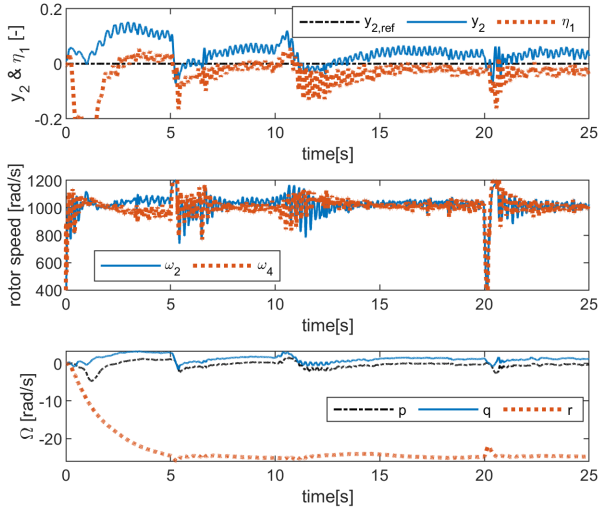 y2,ref y2 η1
0.2
0
-0.2
y2 & η1 [-]
0 5 10 15 20 25
time[s]
1200
1000
800
600
400
rotor speed [rad/s]
ω2 ω4
0 5 10 15 20 25
time[s]
0
-10
-20
Ω [rad/s]
p q r
0 5 10 15 20 25
time[s]